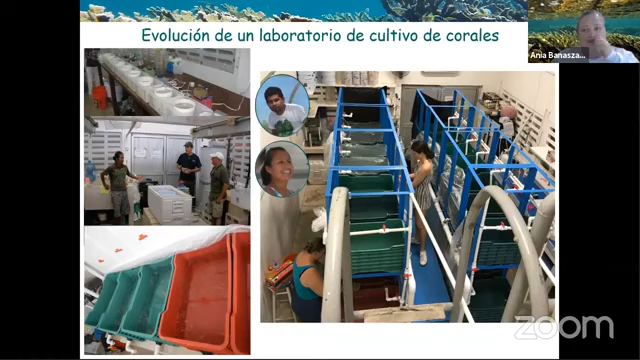 Evolución de un laboratorio de cultivo de corales
Ania Banasza...
zoom